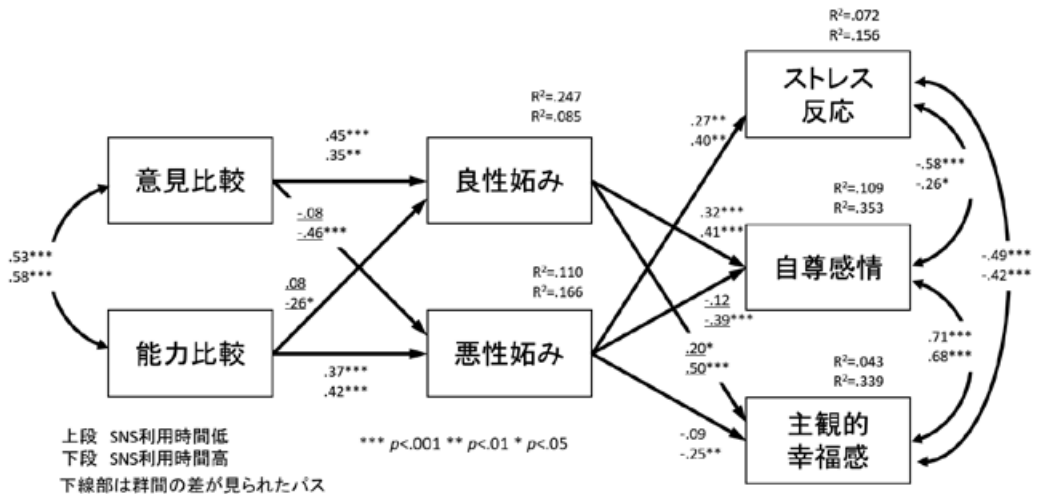 R²=.072
R²=.156
ストレス
反応
R²=.247
R²=.085
.27**
.40**
.45***
.35**
意見比較
良性妬み
-.58***
-.26*
R²=.109
R²=.353
-.08
-.46***
.32***
.41***
.53***
.58***
自尊感情
-.49***
-.42***
R²=.110
R²=.166
.08
-.26*
-.12
-.39***
能力比較
悪性妬み
.20*
.50***
.71***
.68***
.37***
.42***
R²=.043
R²=.339
主観的
幸福感
-.09
-.25**
上段 SNS利用時間低
下段 SNS利用時間高
下線部は群間の差が見られたパス
*** p<.001 ** p<.01 * p<.05